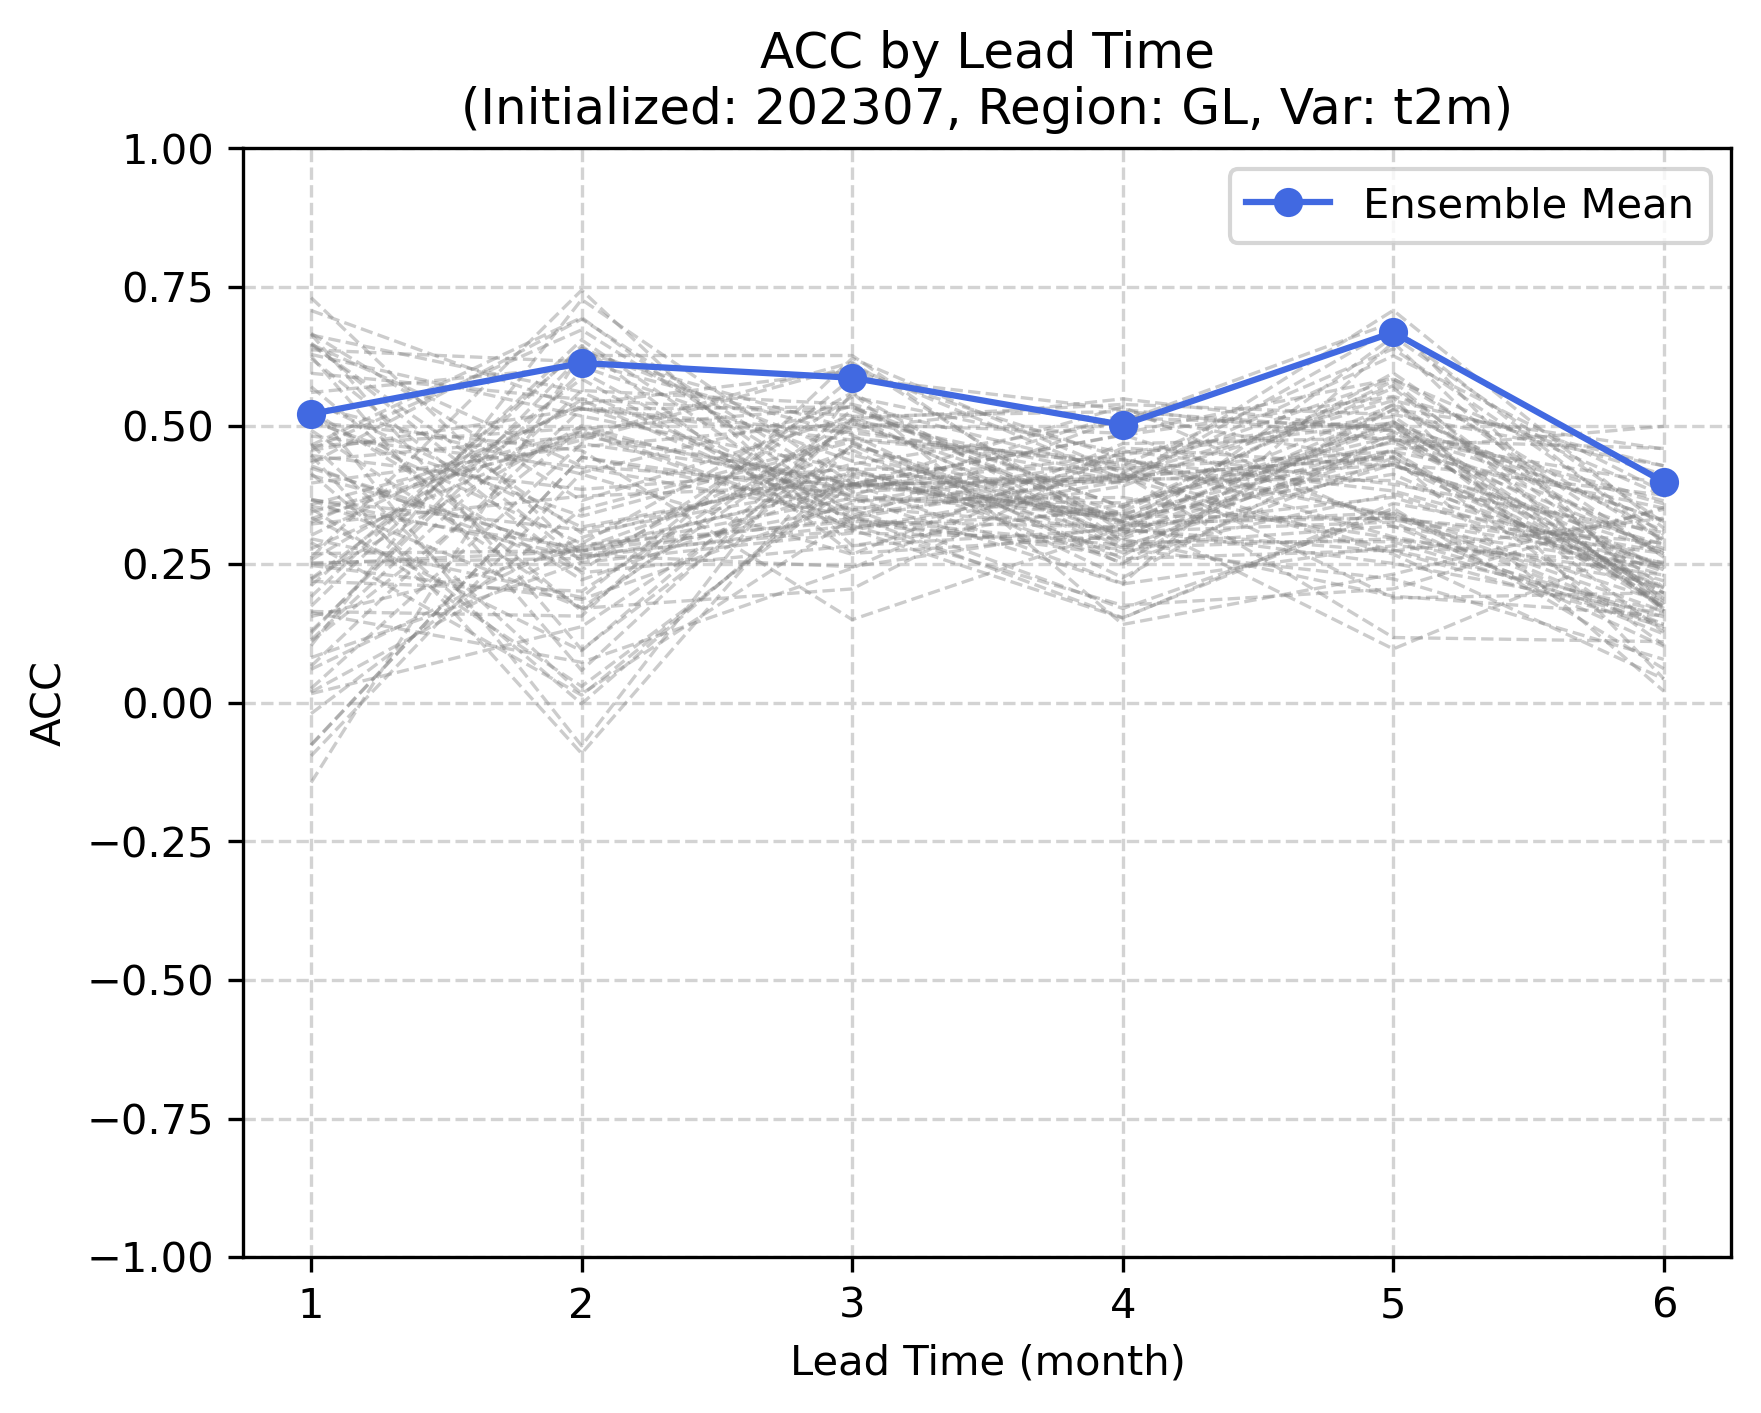 ACC by Lead Time
(Initialized: 202307, Region: GL, Var: t2m)
Ensemble Mean
ACC
1.00
0.75
0.50
0.25
0.00
−0.25
−0.50
−0.75
−1.00
1 2 3 4 5 6
Lead Time (month)